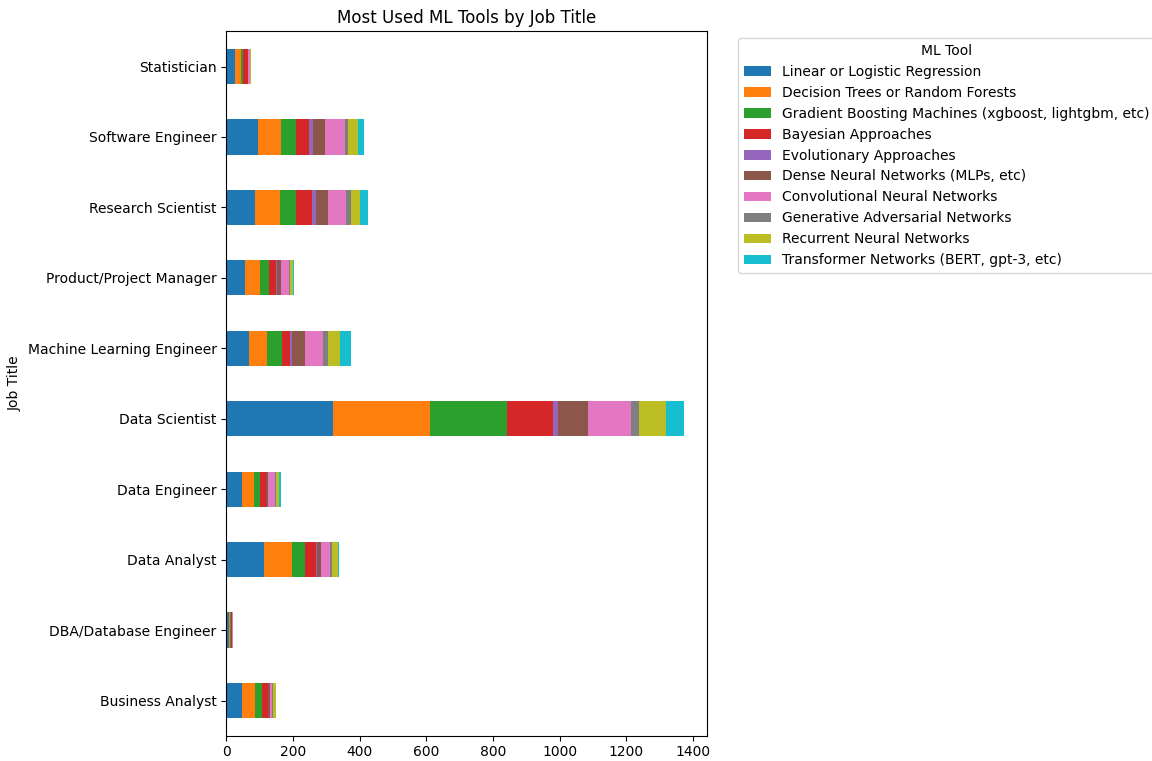 Most Used ML Tools by Job Title
Job Title
Statistician
Software Engineer
Research Scientist
Product/Project Manager
Machine Learning Engineer
Data Scientist
Data Engineer
Data Analyst
DBA/Database Engineer
Business Analyst
0 200 400 600 800 1000 1200 1400
ML Tool
Linear or Logistic Regression
Decision Trees or Random Forests
Gradient Boosting Machines (xgboost, lightgbm, etc)
Bayesian Approaches
Evolutionary Approaches
Dense Neural Networks (MLPs, etc)
Convolutional Neural Networks
Generative Adversarial Networks
Recurrent Neural Networks
Transformer Networks (BERT, gpt-3, etc)